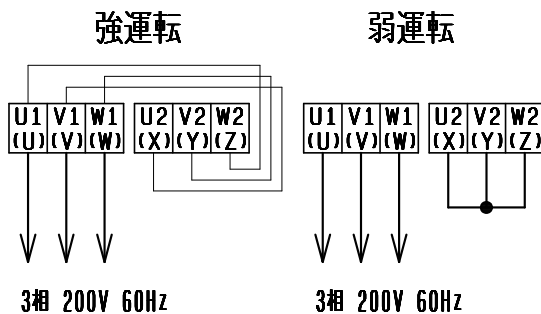 強運転
弱運転
U1 V1 W1 U2 V2 W2
(U) (V) (W) (X) (Y) (Z)
U1 V1 W1 U2 V2 W2
(U) (V) (W) (X) (Y) (Z)
3相 200V 60Hz
3相 200V 60Hz